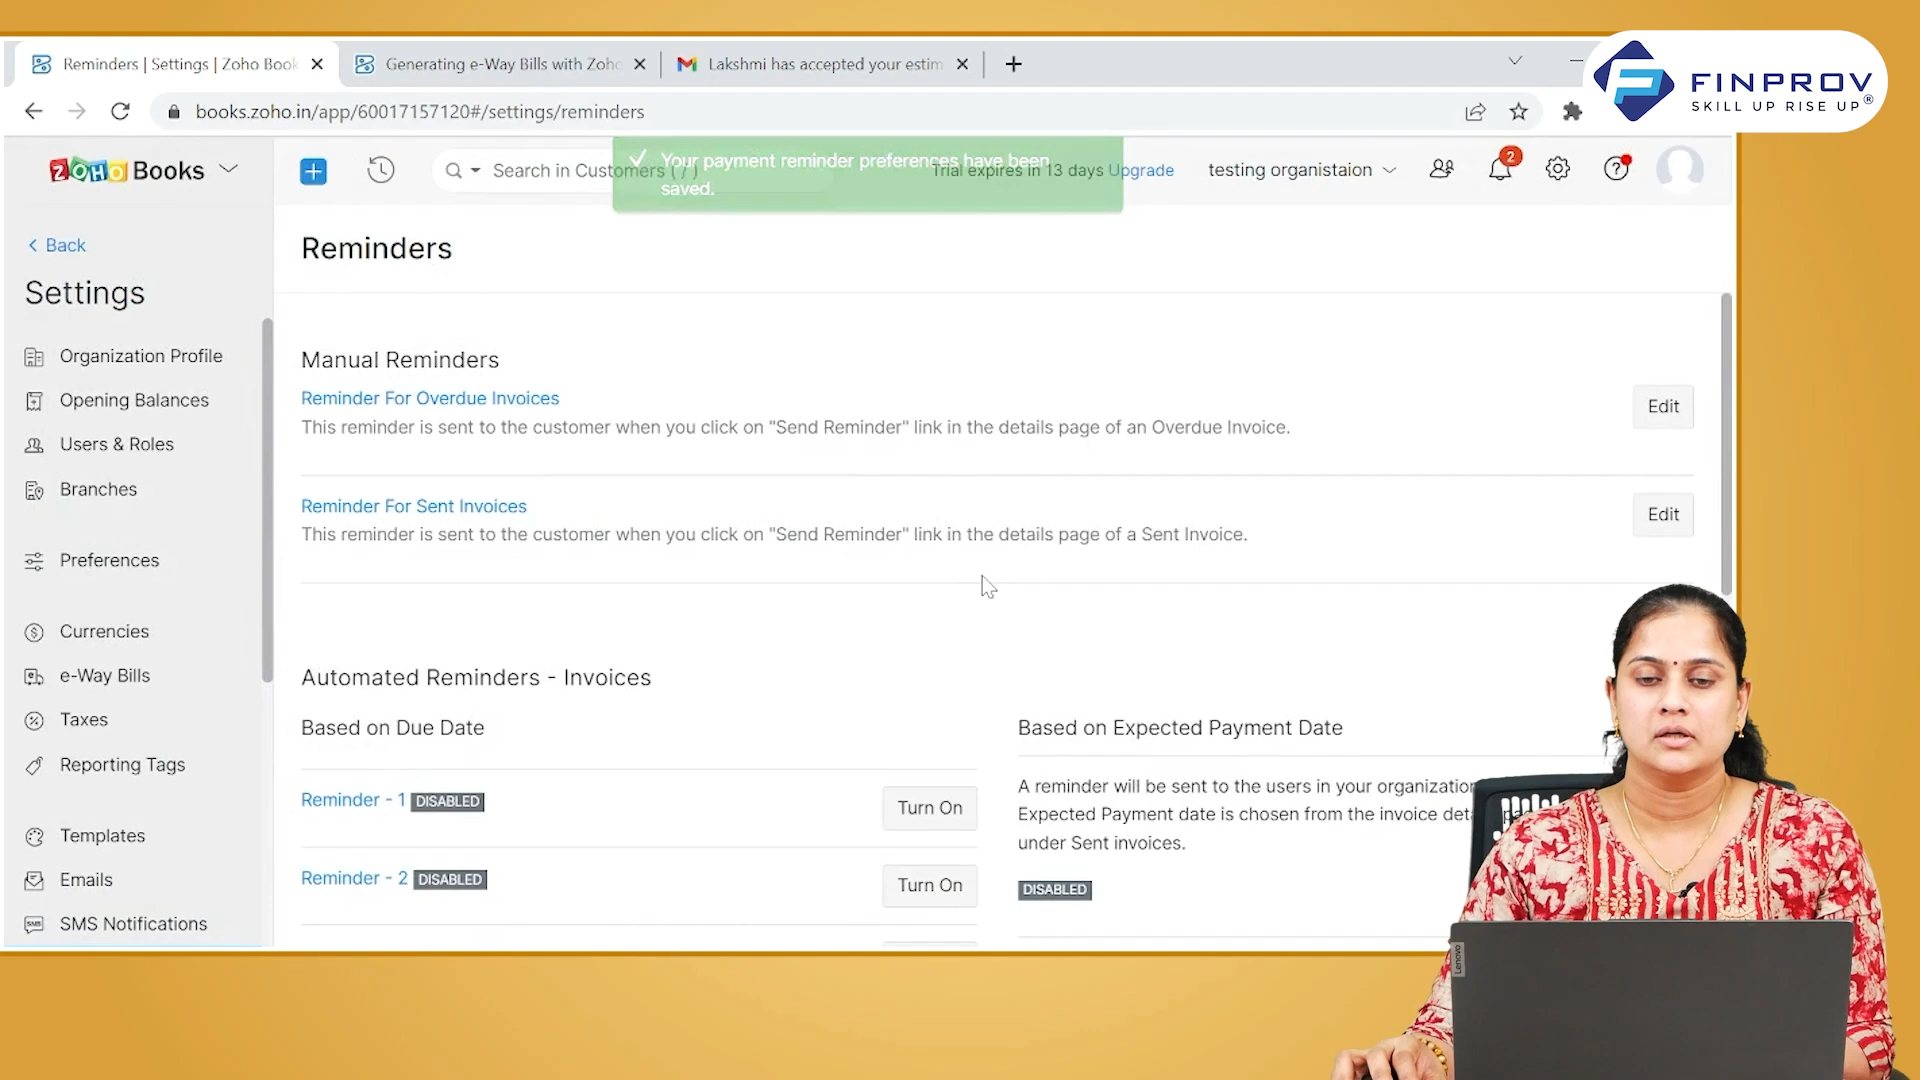 Reminders | Settings | Zoho Book
Generating e-Way Bills with Zoho
Lakshmi has accepted your estim
FINPROV
SKILL UP RISE UP®
books.zoho.in/app/60017157120#/settings/reminders
ZOHO Books
Search in Customers ( / )
Your payment reminder preferences have been
saved.
Trial expires in 13 days Upgrade
testing organistaion
2
Back
Settings
Organization Profile
Opening Balances
Users & Roles
Branches
Preferences
Currencies
e-Way Bills
Taxes
Reporting Tags
Templates
Emails
SMS Notifications
Reminders
Manual Reminders
Reminder For Overdue Invoices
This reminder is sent to the customer when you click on "Send Reminder" link in the details page of an Overdue Invoice.
Edit
Reminder For Sent Invoices
This reminder is sent to the customer when you click on "Send Reminder" link in the details page of a Sent Invoice.
Edit
Automated Reminders - Invoices
Based on Due Date
Reminder - 1 DISABLED
Turn On
Reminder - 2 DISABLED
Turn On
Based on Expected Payment Date
A reminder will be sent to the users in your organization
Expected Payment date is chosen from the invoice deta
under Sent invoices.
DISABLED
Lenovo